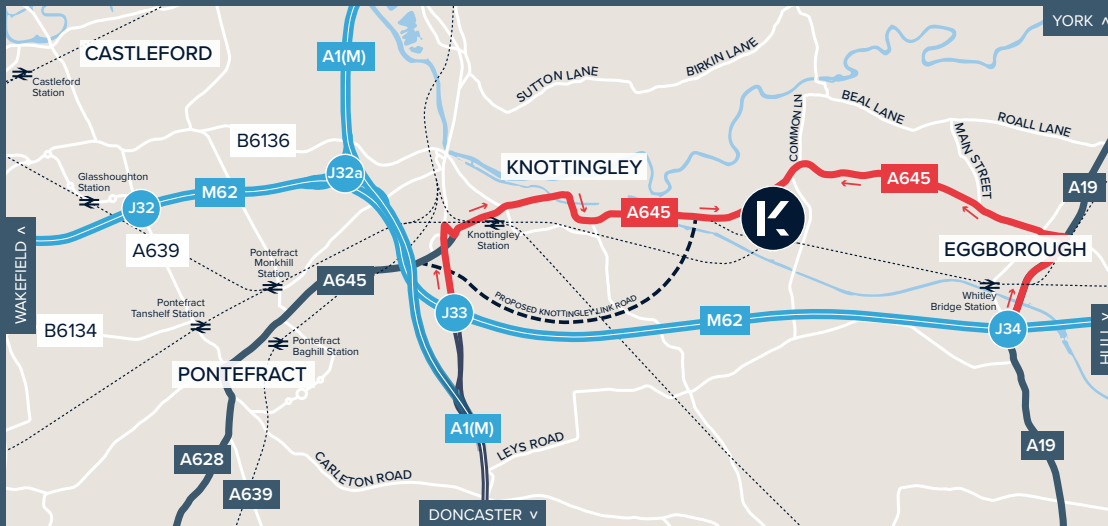 YORK >
CASTLEFORD
A1(M)
Castleford
Station
SUTTON LANE
BIRKIN LANE
COMMON LN
BEAL LANE
ROALL LANE
MAIN STREET
B6136
KNOTTINGLEY
J32a
Glasshoughton
Station
M62
J32
A645
A19
A645
K
WAKEFIELD >
A639
Knottingley
Station
EGGBOROUGH
Pontefract
Monkhill
Station
A645
Whitley
Bridge Station
PROPOSED KNOTTINGLEY LINK ROAD
Pontefract
Tanshelf Station
B6134
J33
M62
J34
Pontefract
Baghill Station
PONTEFRACT
A1(M)
LEYS ROAD
A19
A628
CARLETON ROAD
A639
DONCASTER >